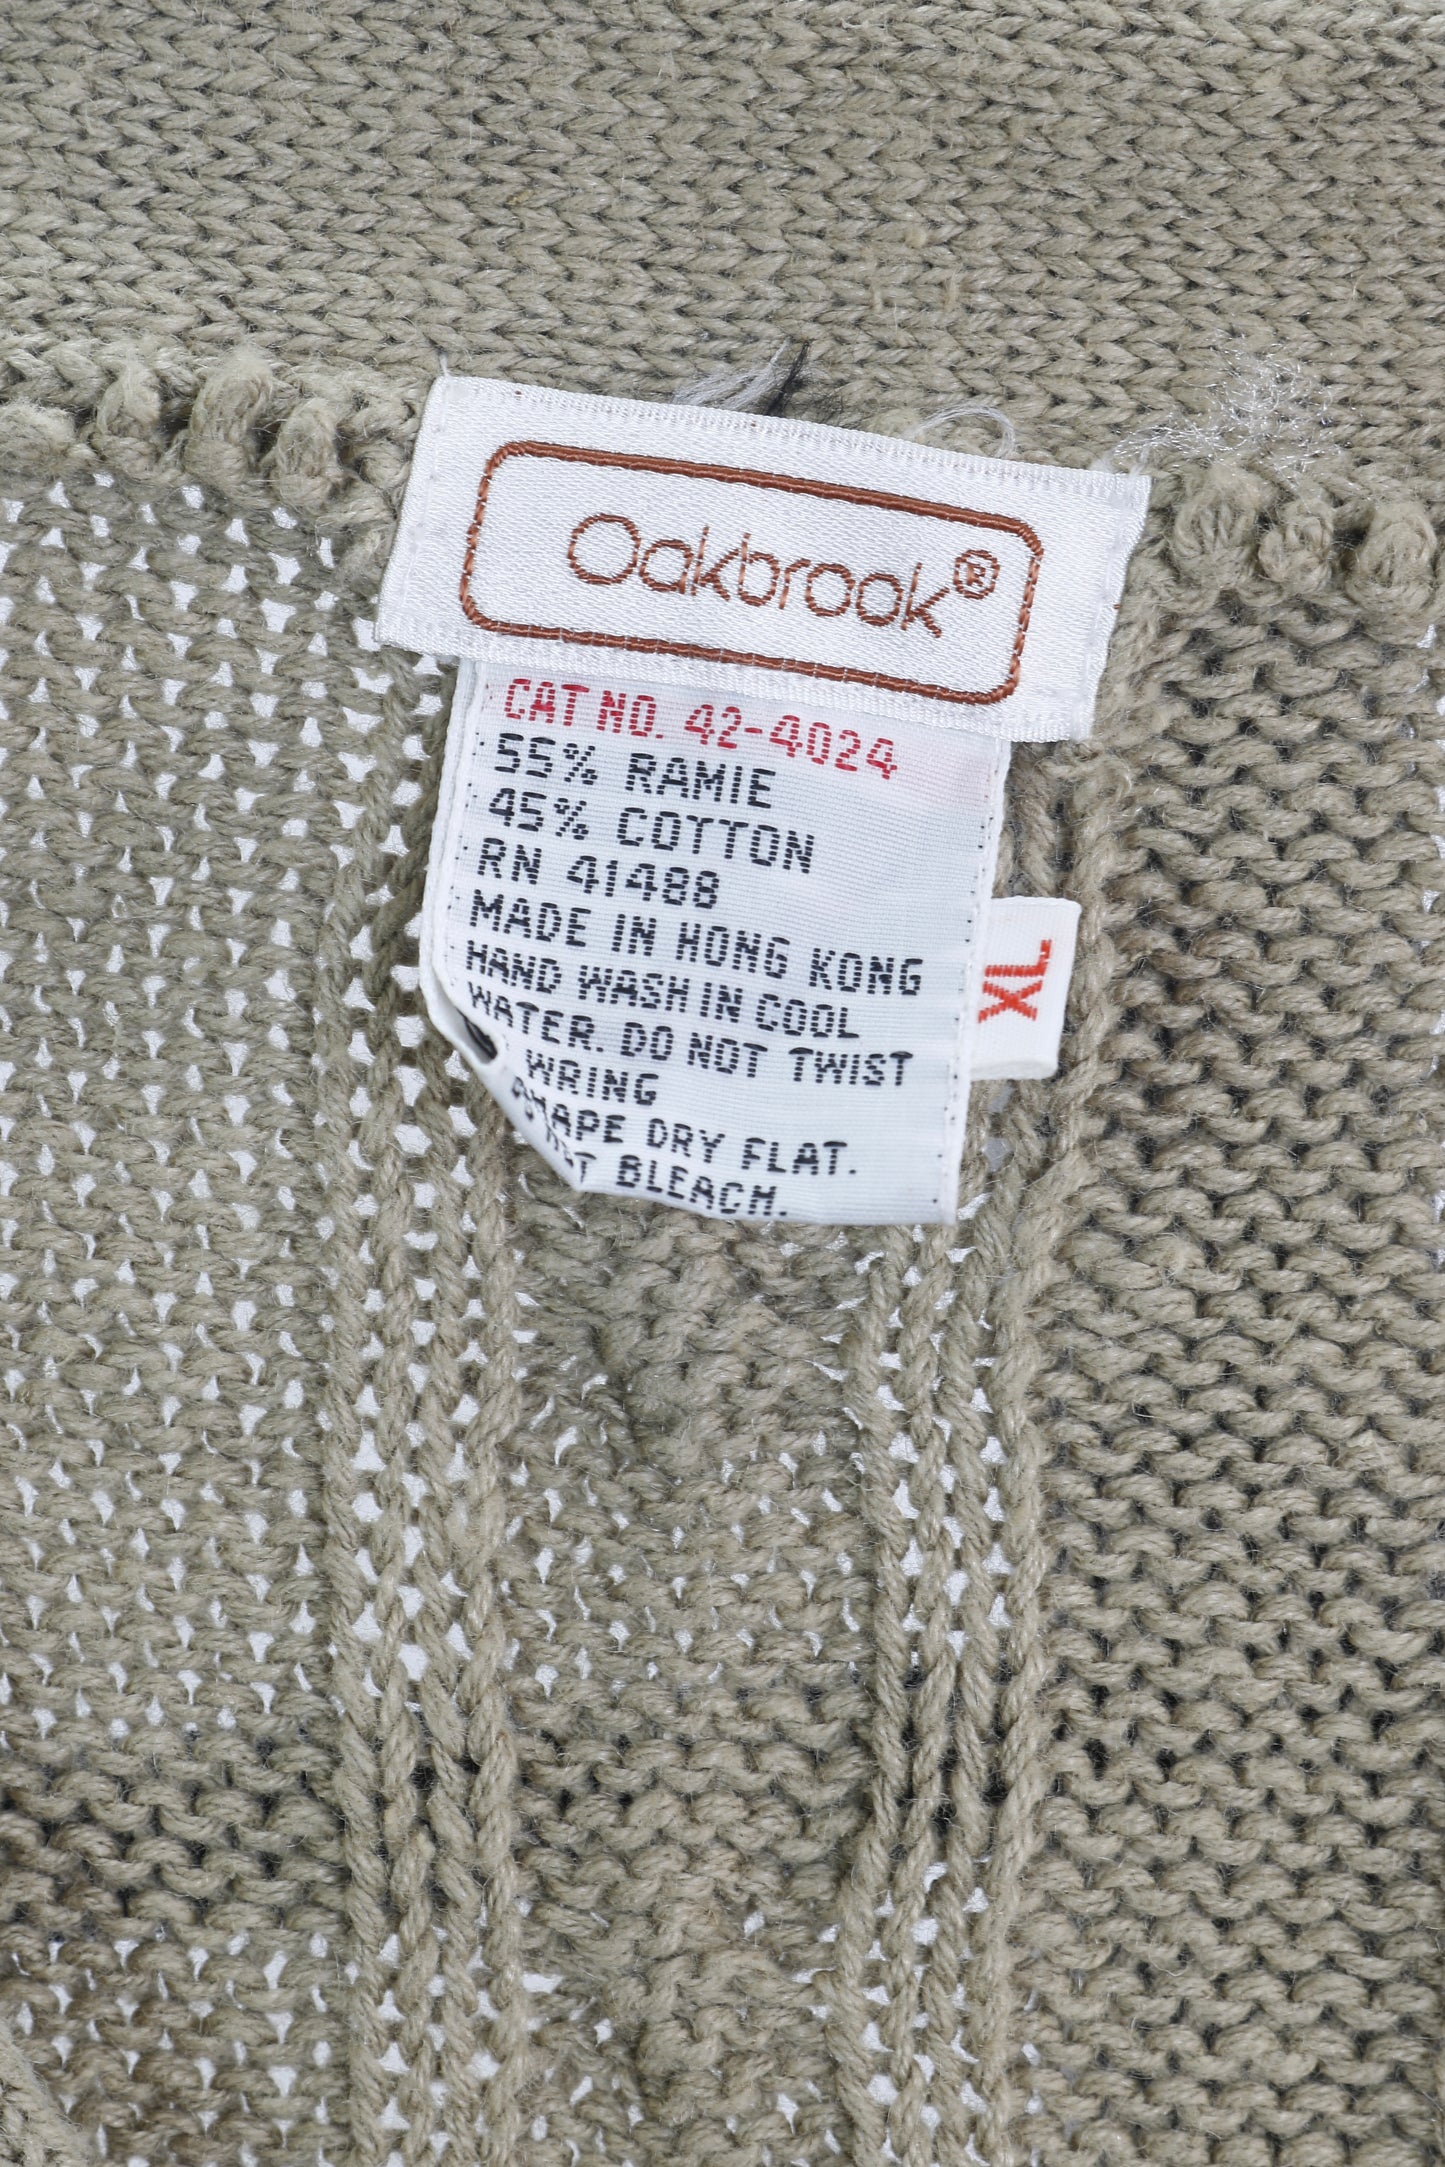 Oakbrook®
CAT NO. 42-4024
55% RAMIE
45% COTTON
RN 41488
MADE IN HONG KONG
HAND WASH IN COOL
WATER. DO NOT TWIST
WRING
DRY FLAT.
BLEACH.
XL